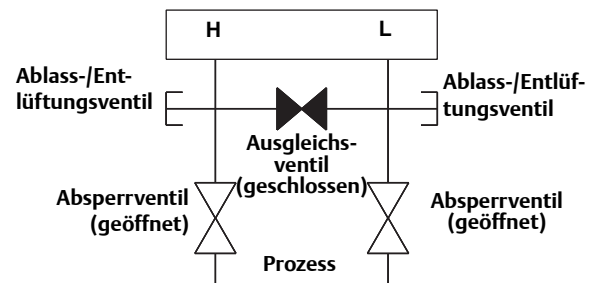 H
L
Ablass-/Ent-
lüftungsventil
Ablass-/Entlüf-
tungsventil
Ausgleichs-
ventil
(geschlossen)
Absperrventil
(geöffnet)
Absperrventil
(geöffnet)
Prozess